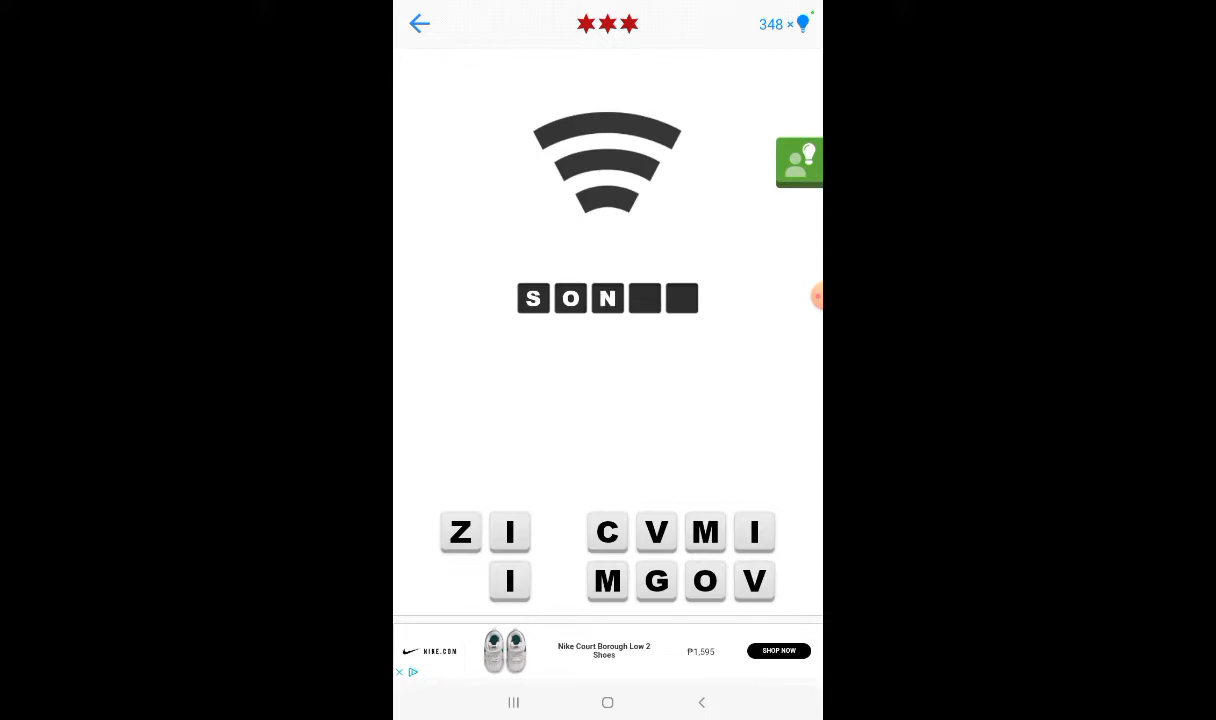 348 ×
S O N
Z I C V M I
I M G O V
NIKE.COM
Nike Court Borough Low 2
Shoes
₱1,595
SHOP NOW